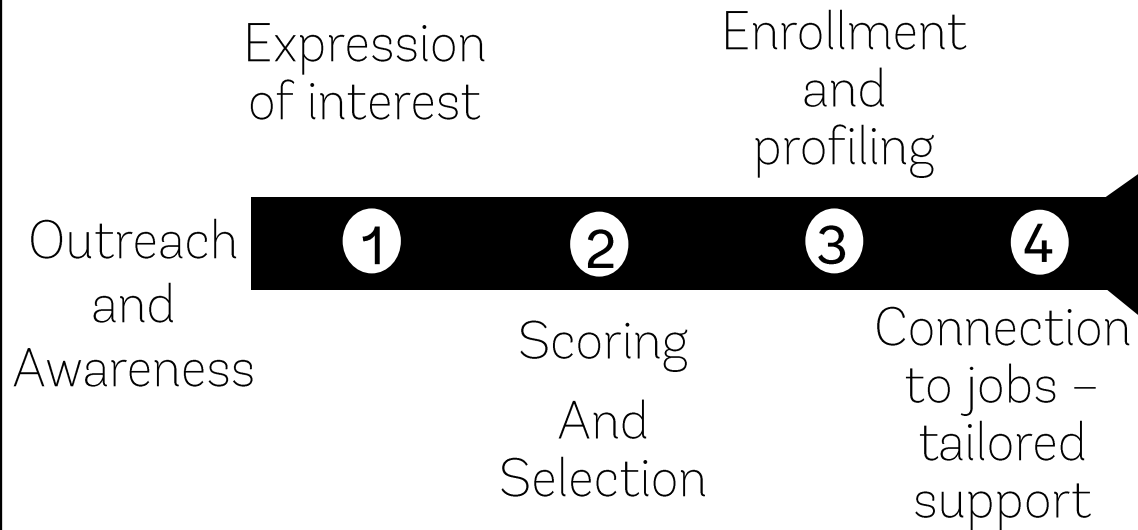 Expression
of interest
Enrollment
and
profiling
Outreach
and
Awareness
1
2
3
4
Scoring
And
Selection
Connection
to jobs –
tailored
support